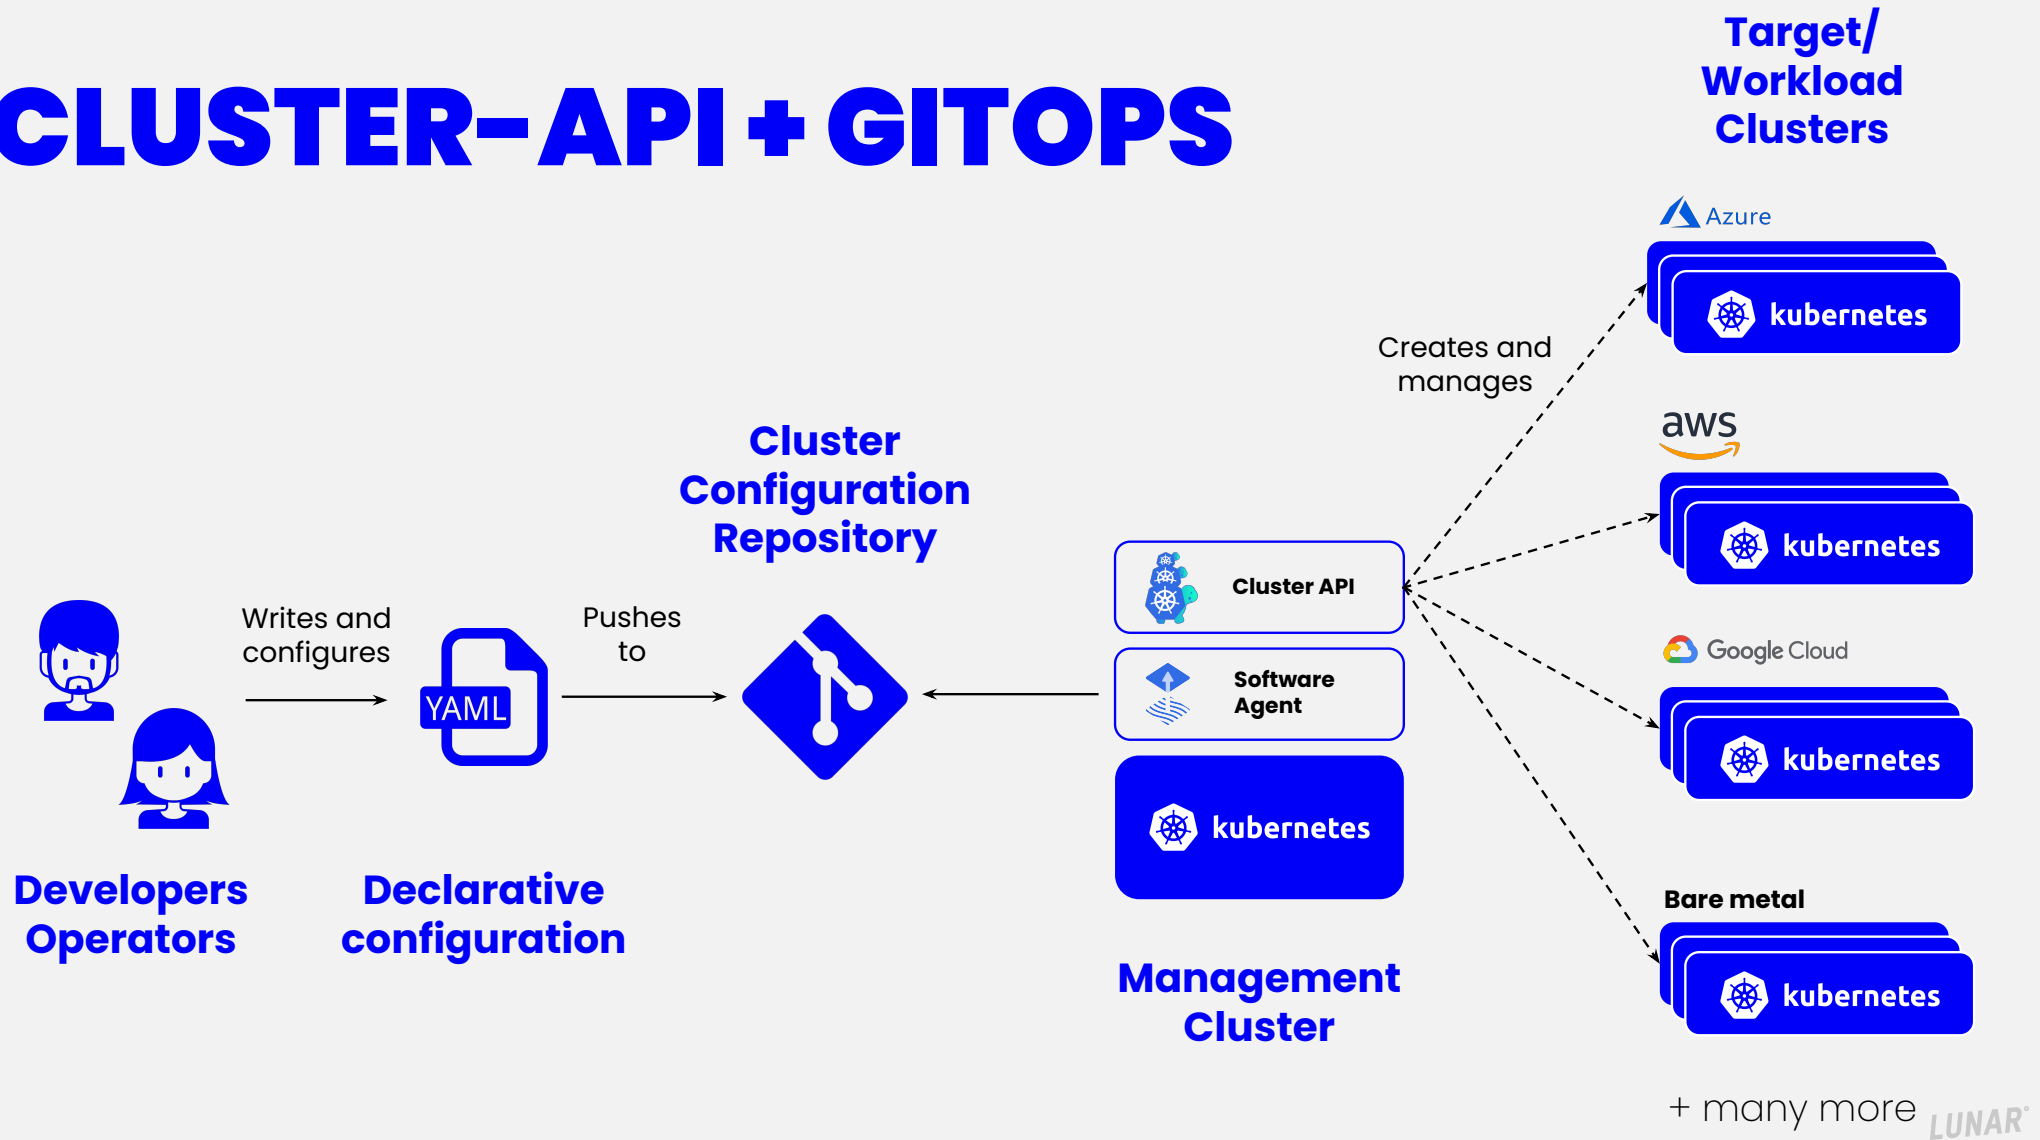 CLUSTER-API + GITOPS
Target/
Workload
Clusters
Azure
kubernetes
Creates and
manages
aws
kubernetes
Cluster
Configuration
Repository
Cluster API
Writes and
configures
Pushes
to
YAML
Software
Agent
Google Cloud
kubernetes
kubernetes
Developers
Operators
Declarative
configuration
Management
Cluster
Bare metal
kubernetes
+ many more
LUNAR°